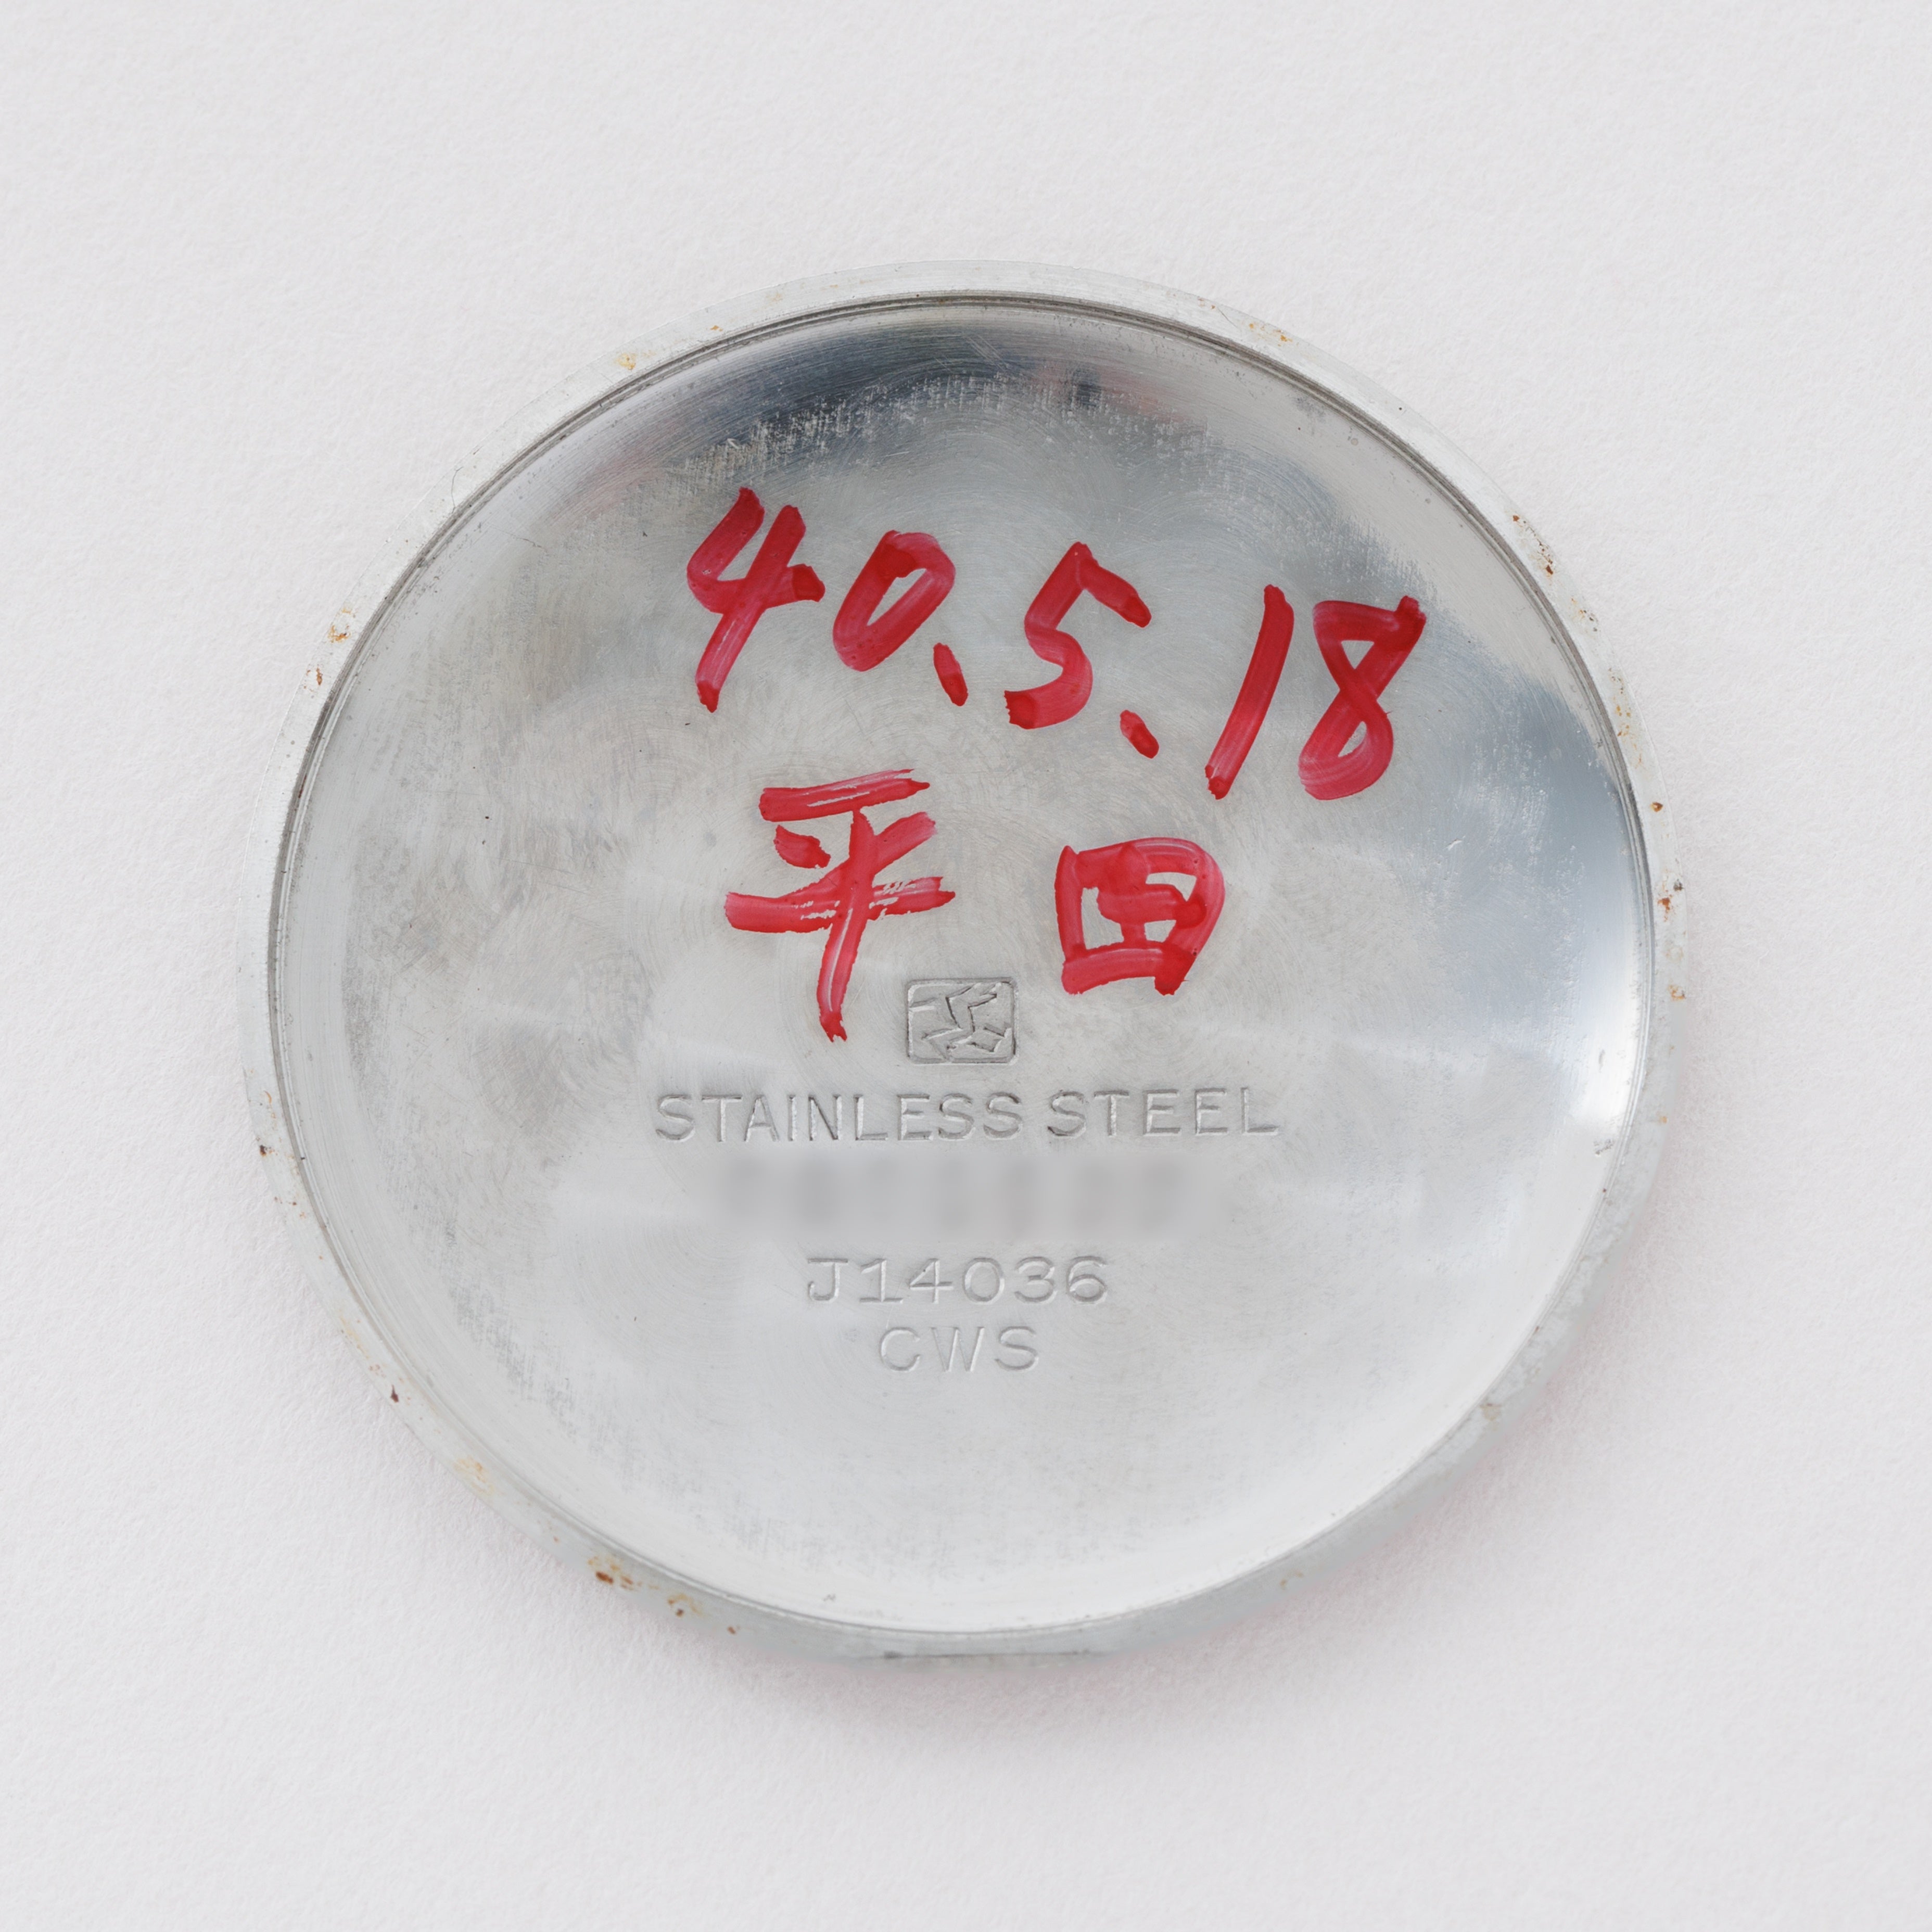 40.5.18
平田
STAINLESS STEEL
J14036
CWS